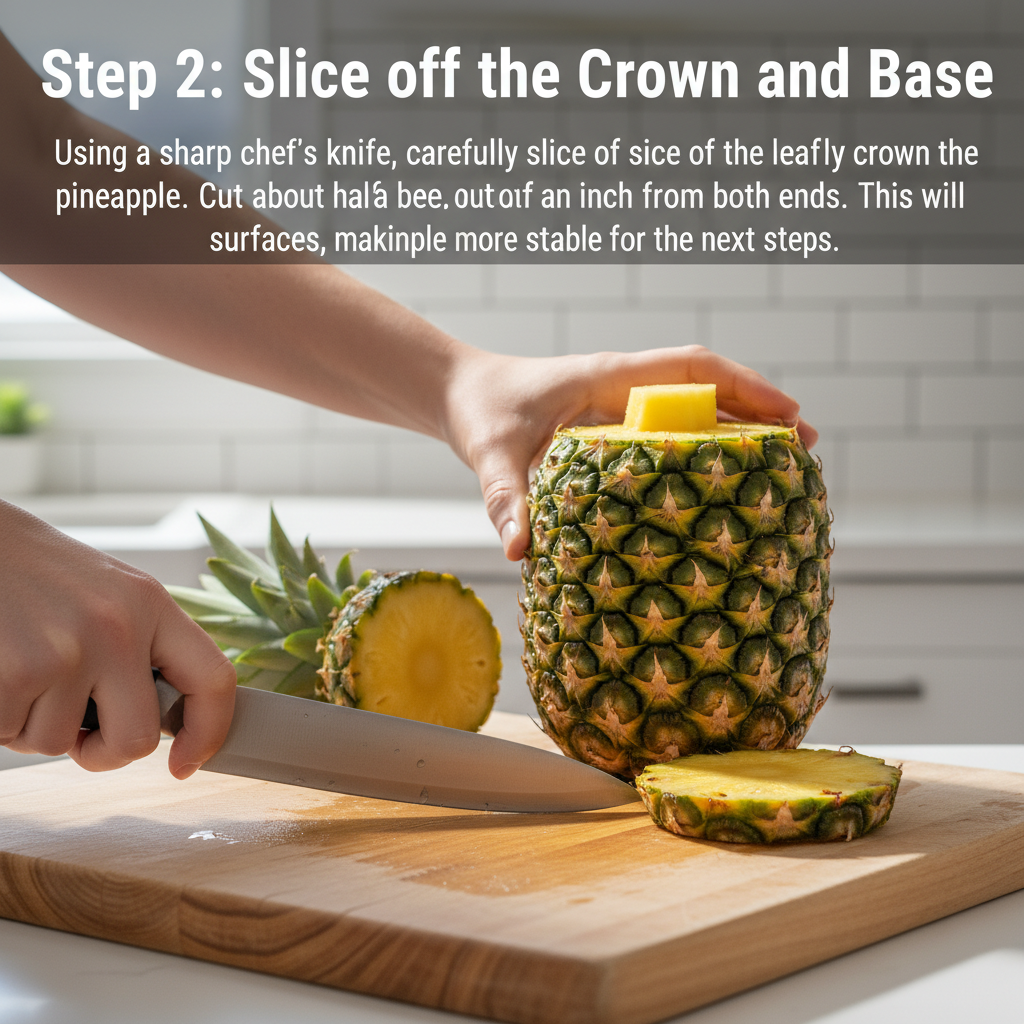 Step 2: Slice off the Crown and Base
Using a sharp chef's knife, carefully slice of sice of the leafly crown the
pineapple. Cut about bee, out of an inch from both ends. This will
surfaces, makinple more stable for the next steps.